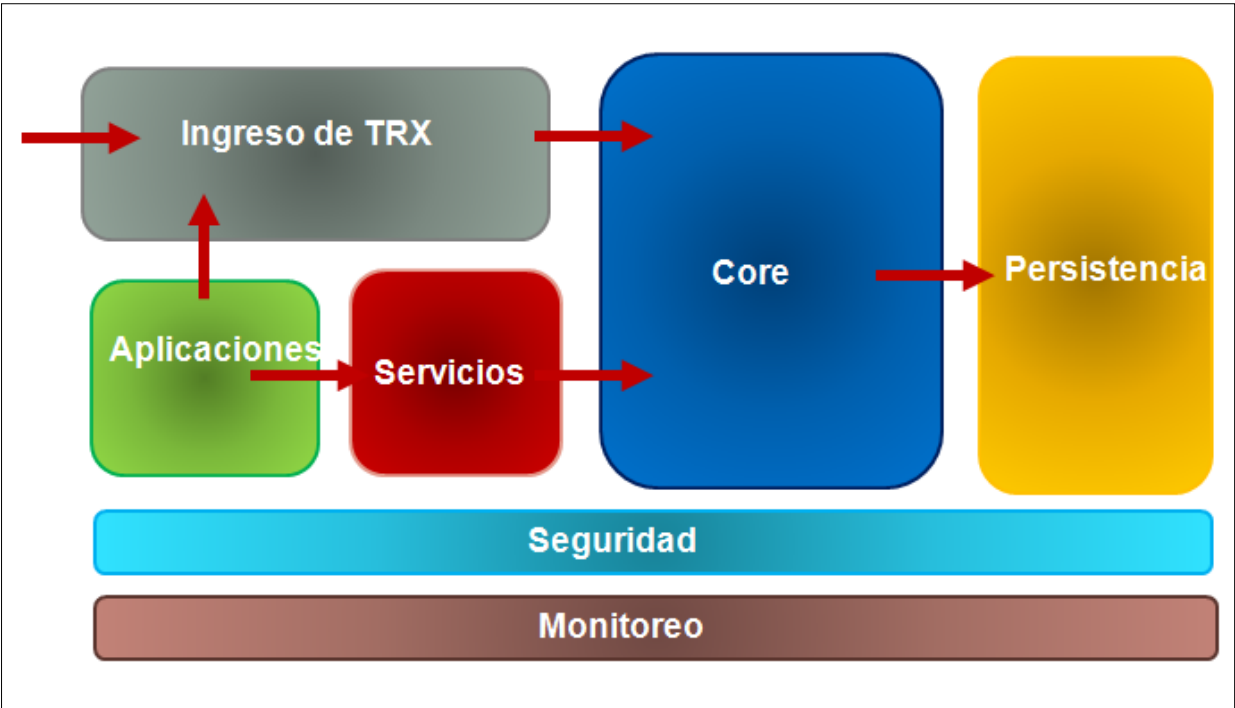 Ingreso de TRX
Core
Persistencia
Aplicaciones
Servicios
Seguridad
Monitoreo